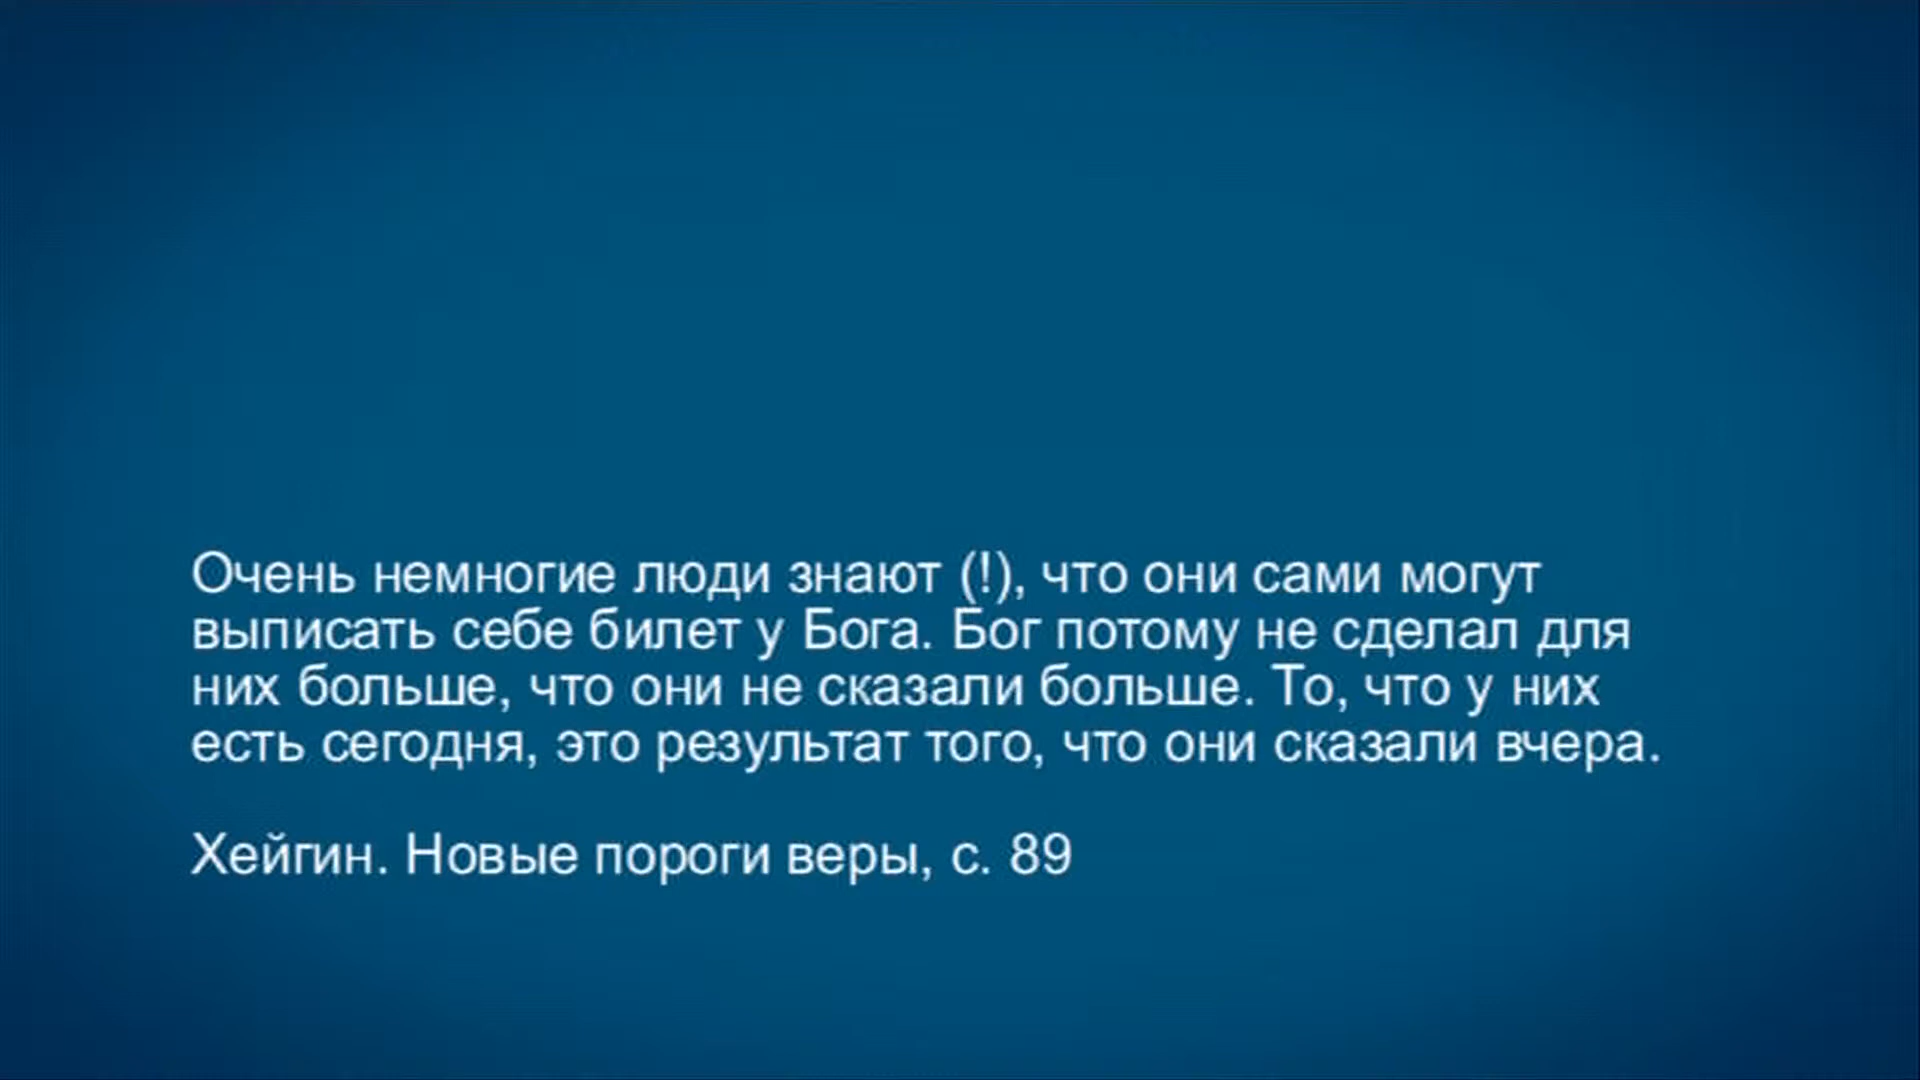 Очень немногие люди знают (!), что они сами могут
выписать себе билет у Бога. Бог потому не сделал для
них больше, что они не сказали больше. То, что у них
есть сегодня, это результат того, что они сказали вчера.
Хейгин. Новые пороги веры, с. 89